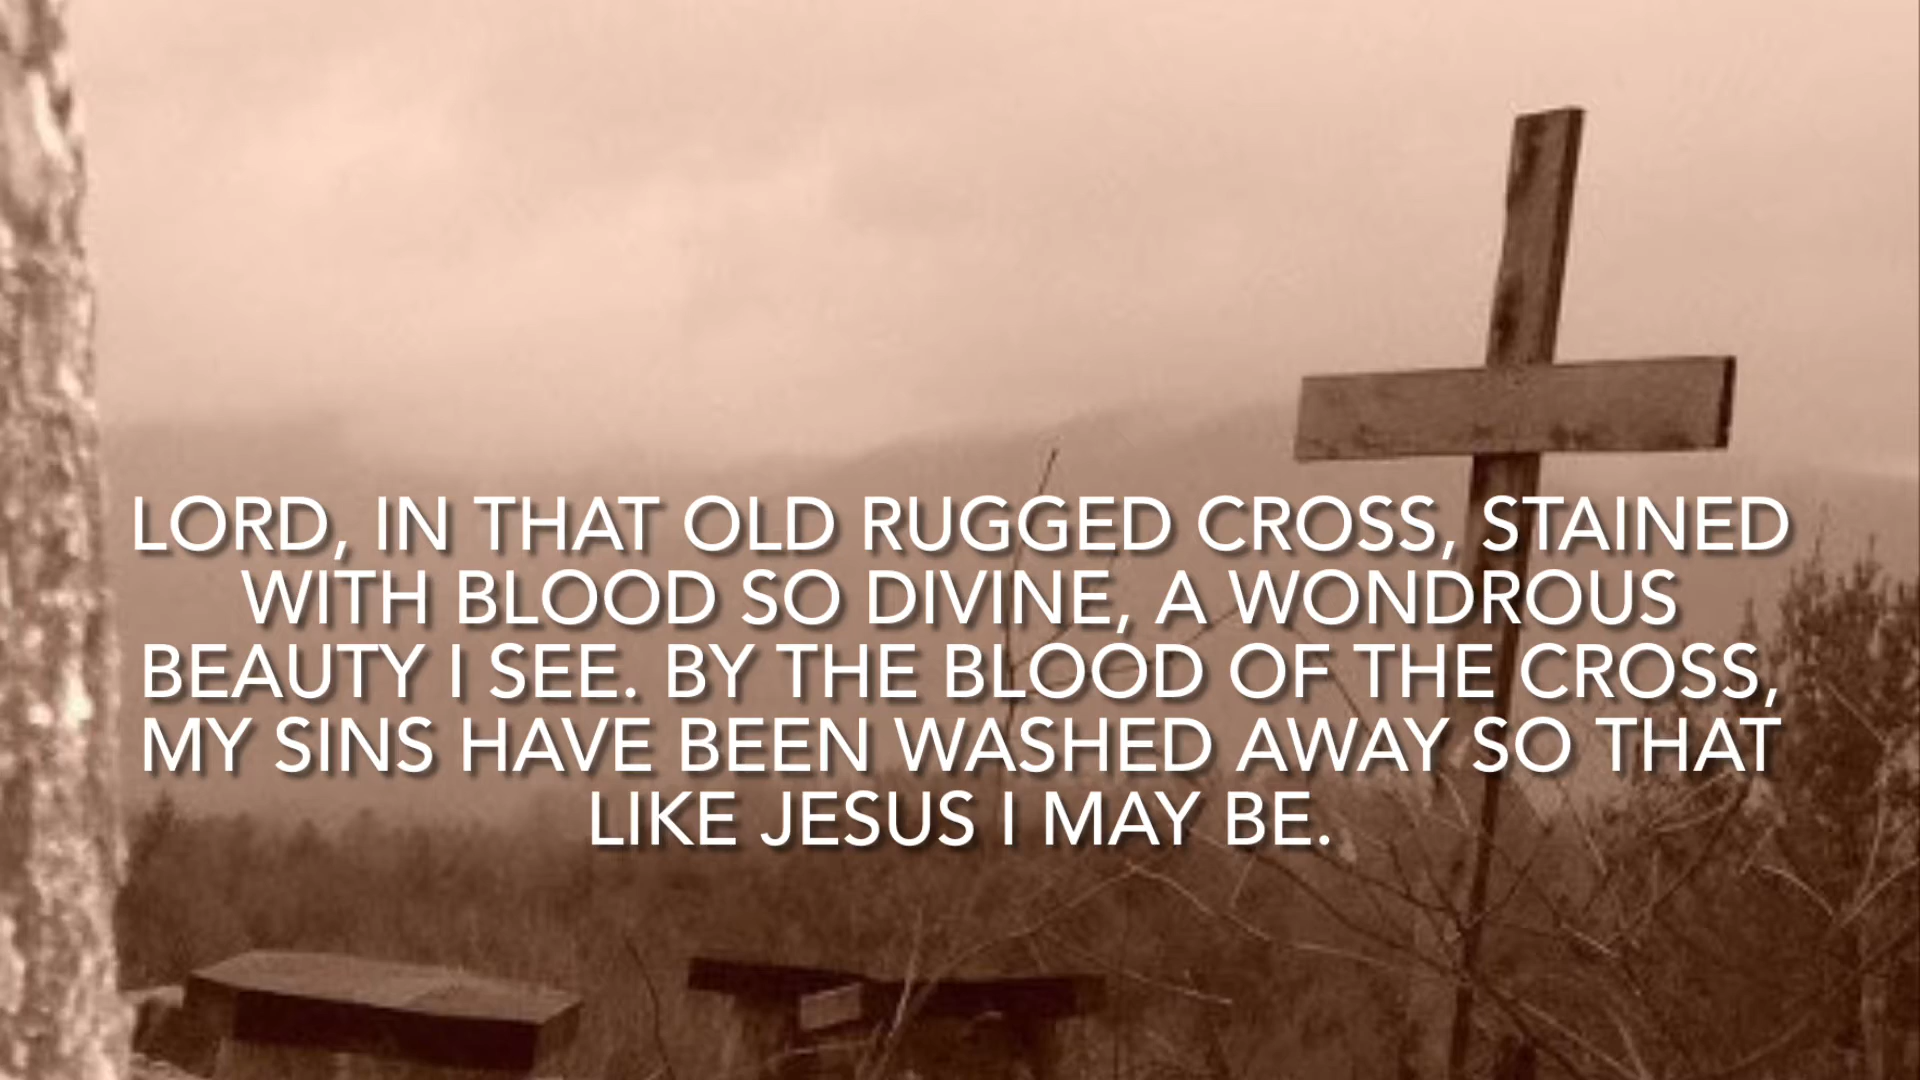 LORD, IN THAT OLD RUGGED CROSS, STAINED
WITH BLOOD SO DIVINE, A WONDROUS
BEAUTY I SEE. BY THE BLOOD OF THE CROSS,
MY SINS HAVE BEEN WASHED AWAY SO THAT
LIKE JESUS I MAY BE.